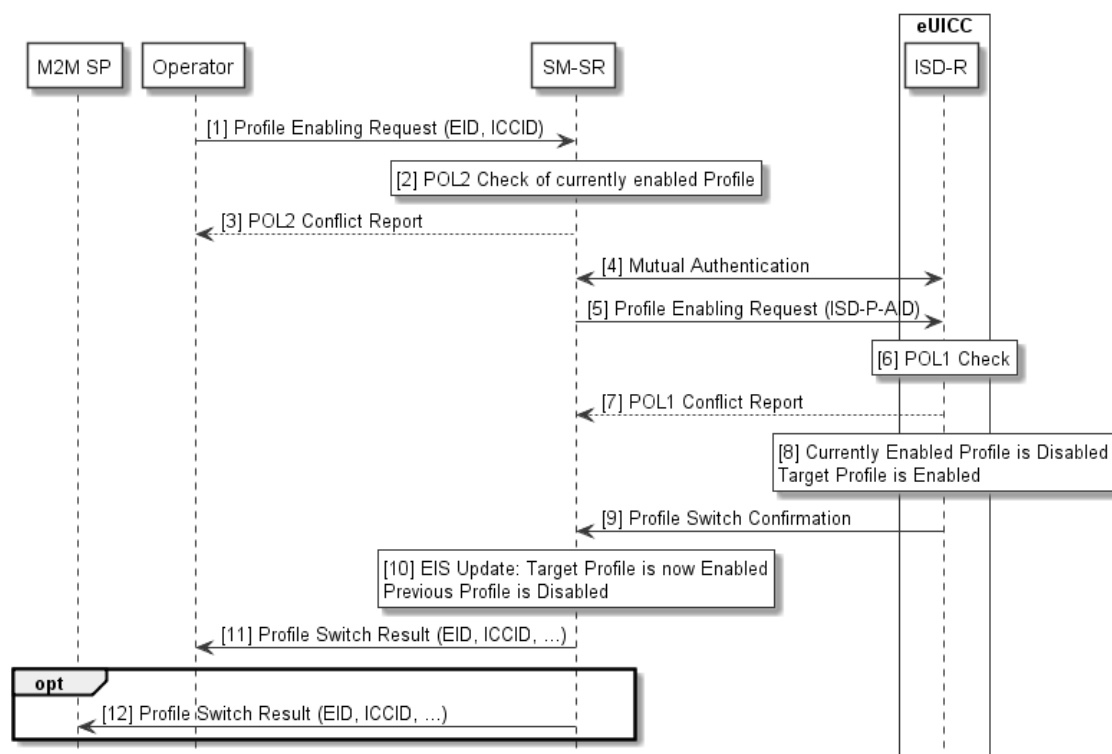 eUICC
M2M SP
Operator
SM-SR
ISD-R
[1] Profile Enabling Request (EID, ICCID)
[2] POL2 Check of currently enabled Profile
[3] POL2 Conflict Report
[4] Mutual Authentication
[5] Profile Enabling Request (ISD-P-AID)
[6] POL1 Check
[7] POL1 Conflict Report
[8] Currently Enabled Profile is Disabled
Target Profile is Enabled
[9] Profile Switch Confirmation
[10] EIS Update: Target Profile is now Enabled
Previous Profile is Disabled
[11] Profile Switch Result (EID, ICCID, ...)
opt
[12] Profile Switch Result (EID, ICCID, ...)